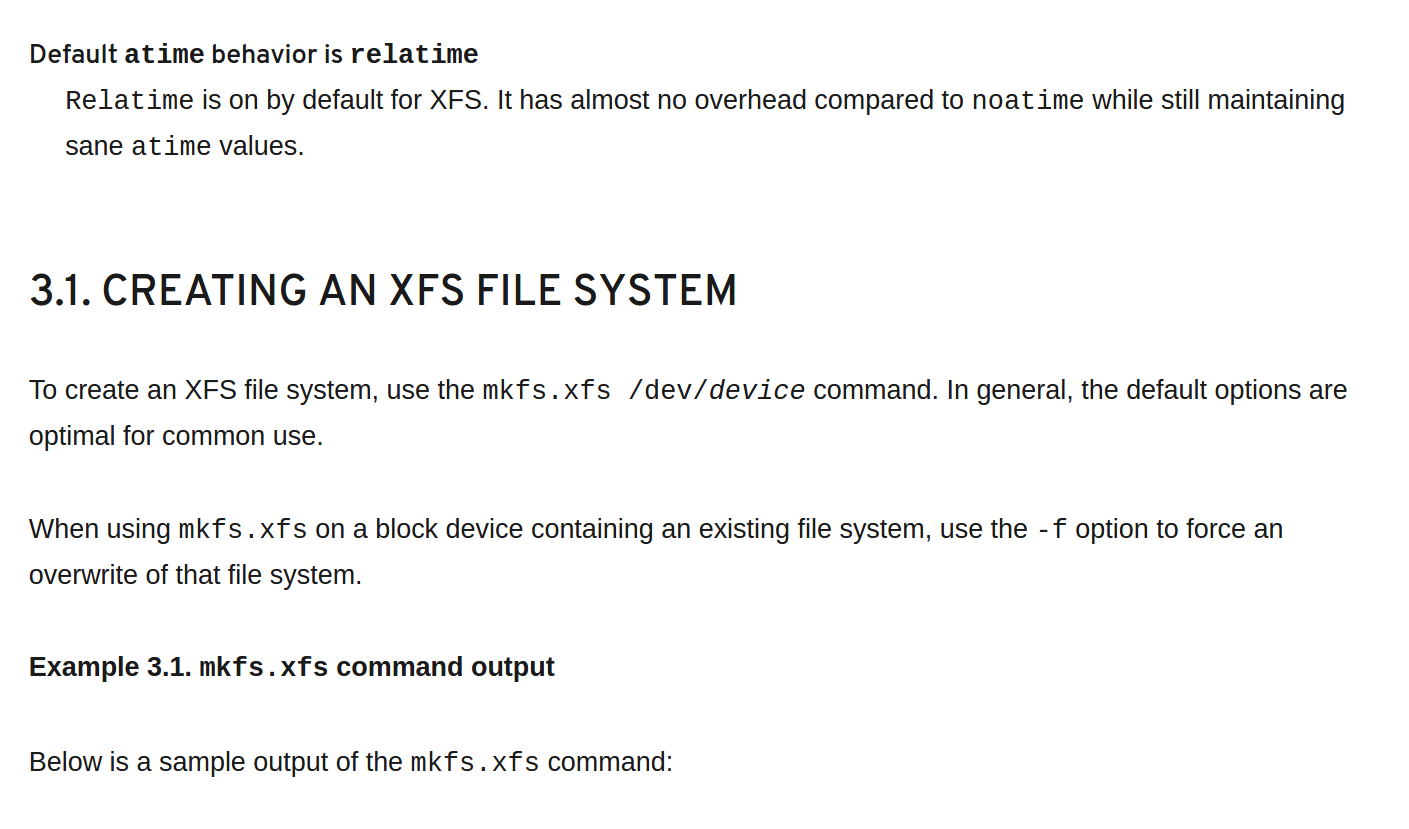 Default atime behavior is relatime
Relatime is on by default for XFS. It has almost no overhead compared to noatime while still maintaining
sane atime values.
3.1. CREATING AN XFS FILE SYSTEM
To create an XFS file system, use the mkfs.xfs /dev/device command. In general, the default options are
optimal for common use.
When using mkfs.xfs on a block device containing an existing file system, use the -f option to force an
overwrite of that file system.
Example 3.1. mkfs.xfs command output
Below is a sample output of the mkfs.xfs command: